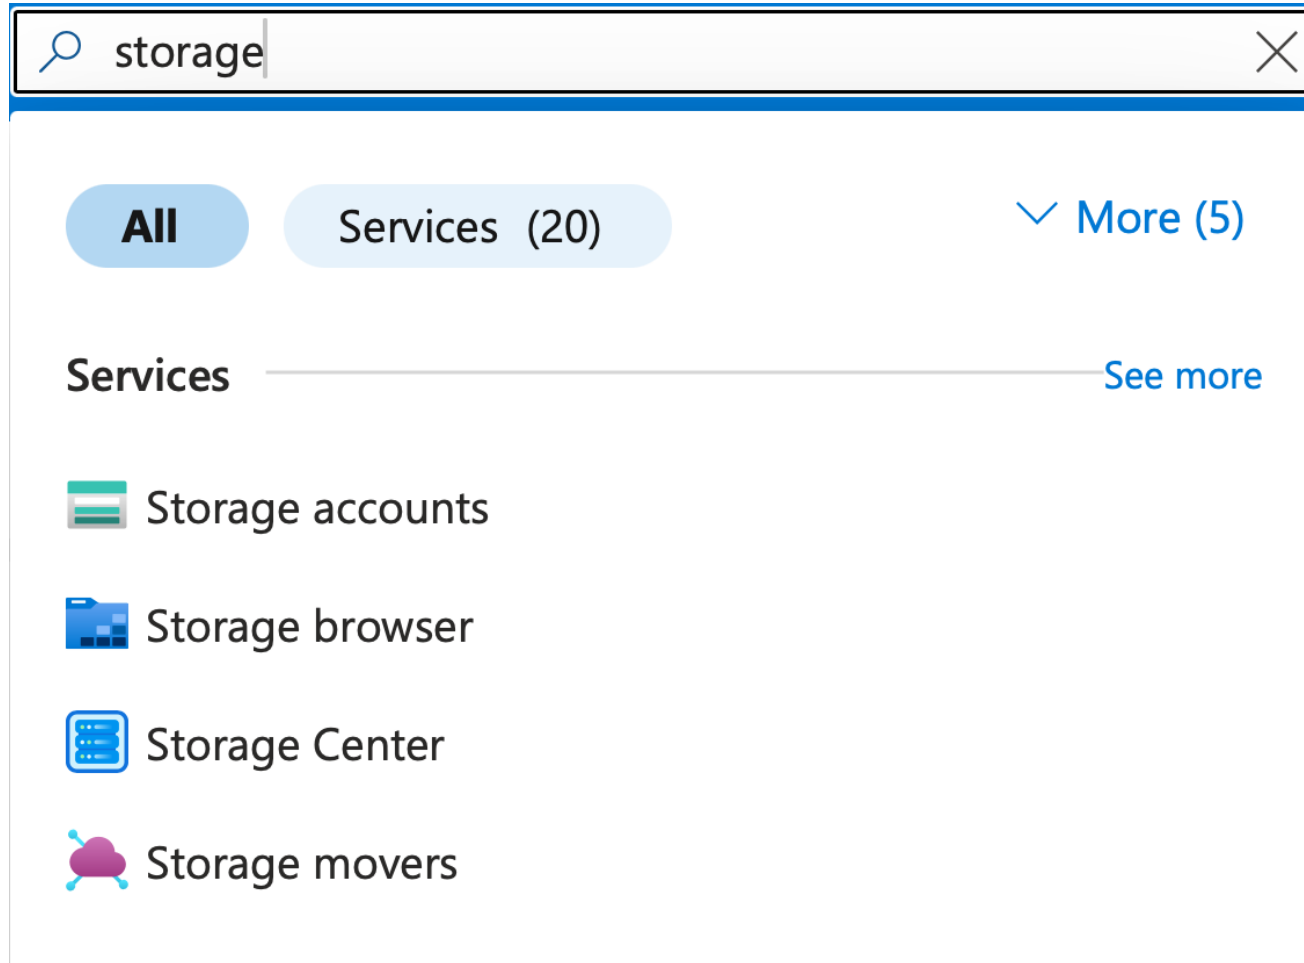 storage
All Services (20) More (5)
Services See more
Storage accounts
Storage browser
Storage Center
Storage movers